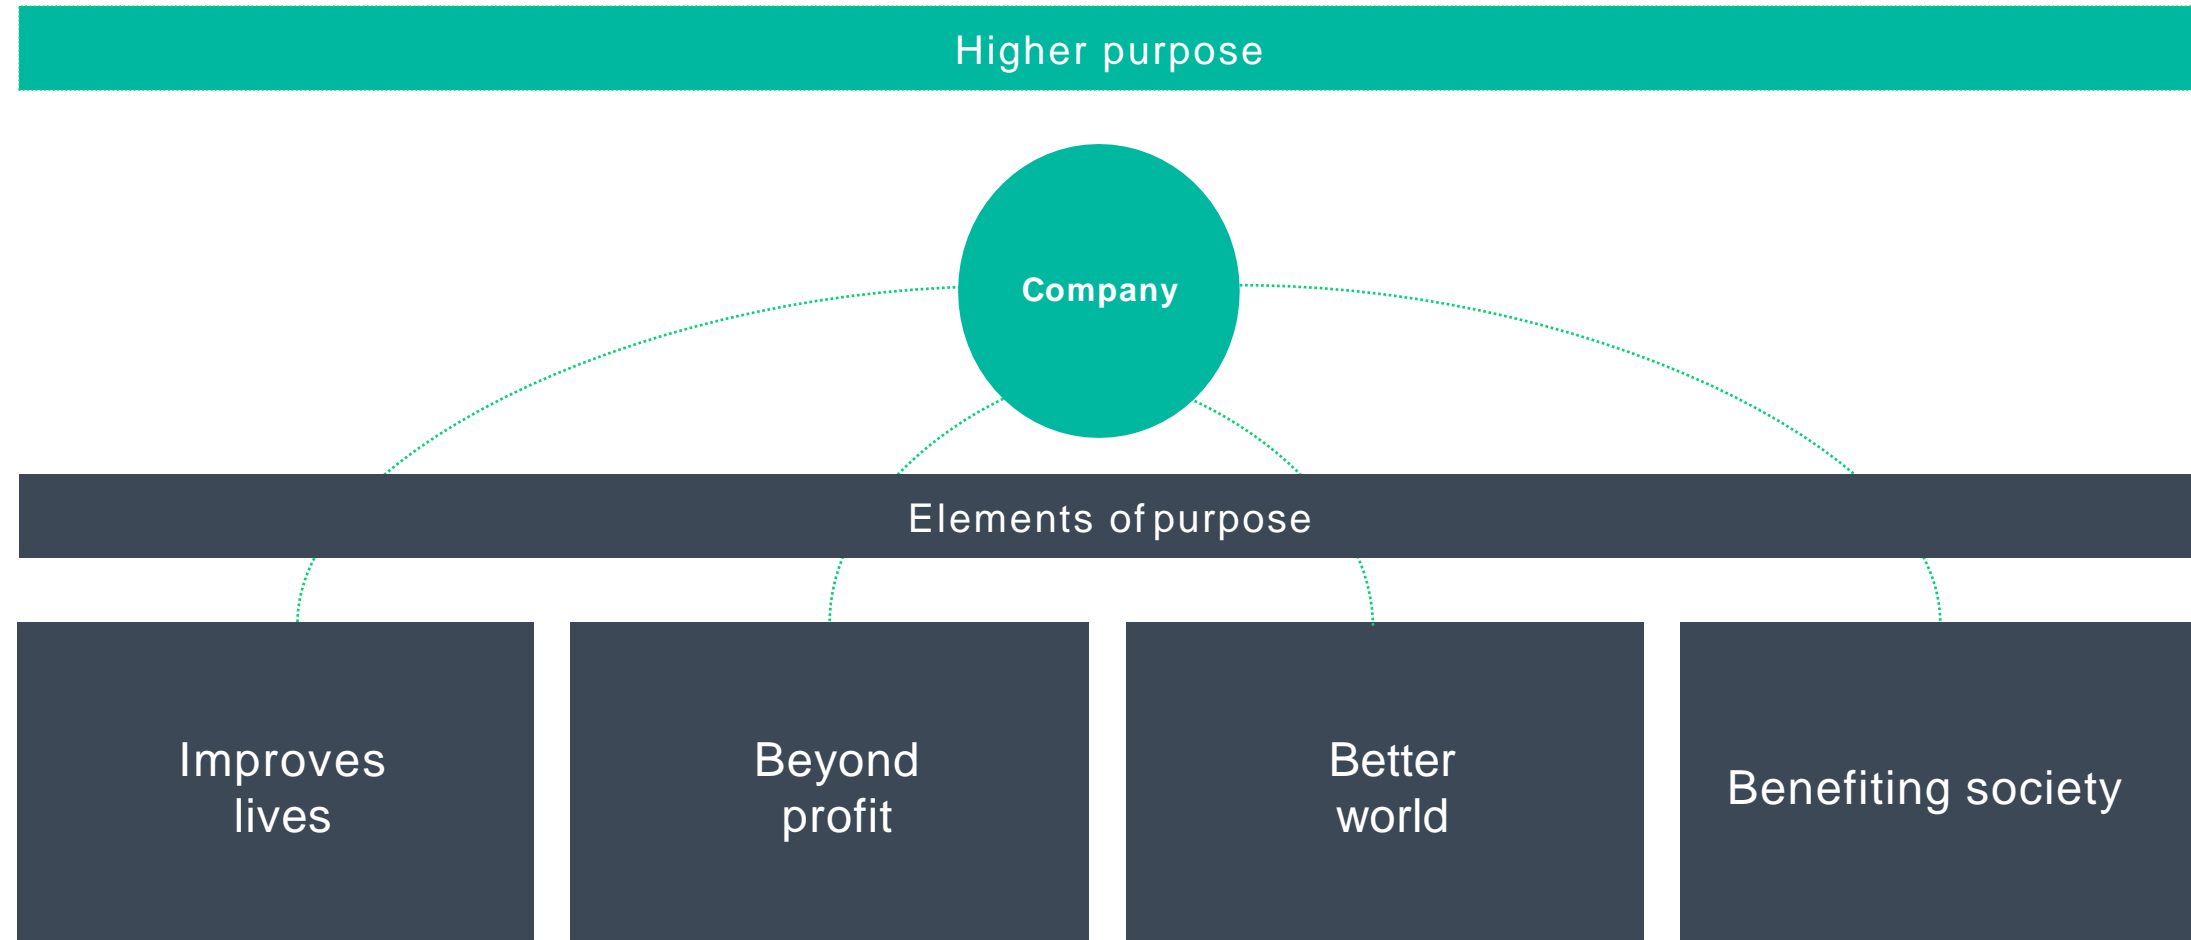 Higher purpose
Company
Elements of purpose
Improves
lives
Beyond
profit
Better
world
Benefiting society